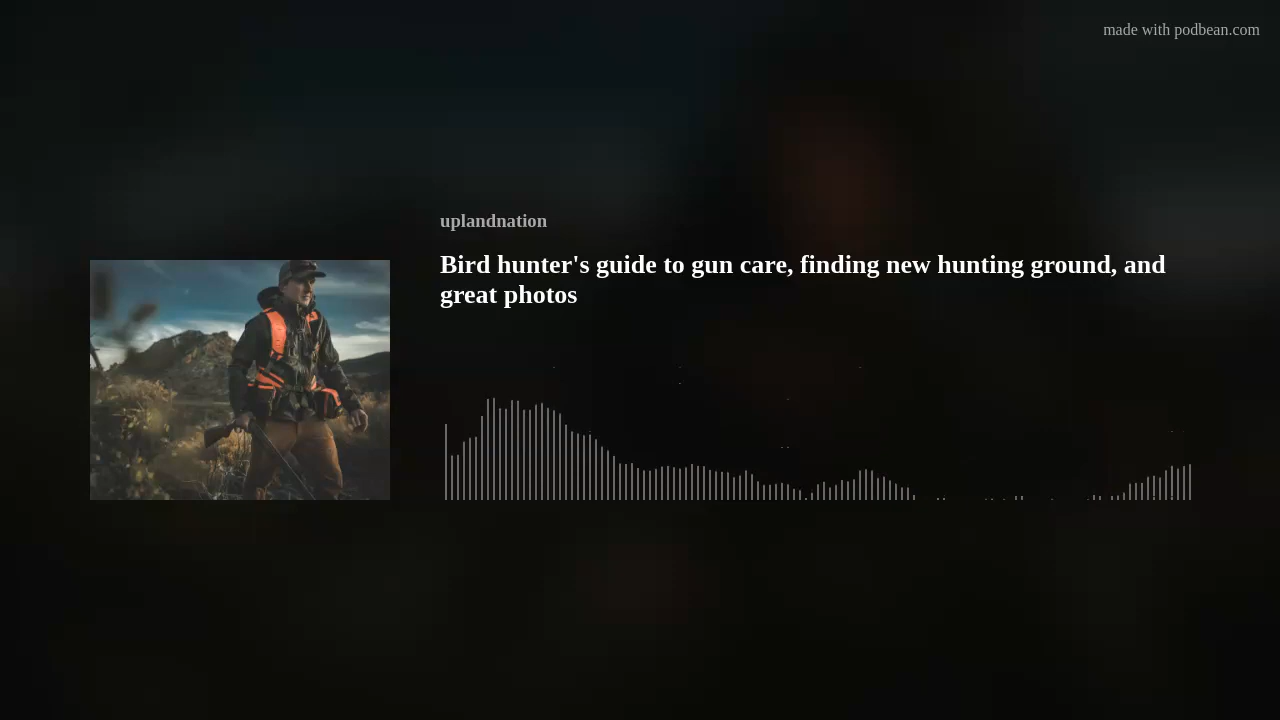 made with podbean.com
uplandnation
Bird hunter's guide to gun care, finding new hunting ground, and
great photos